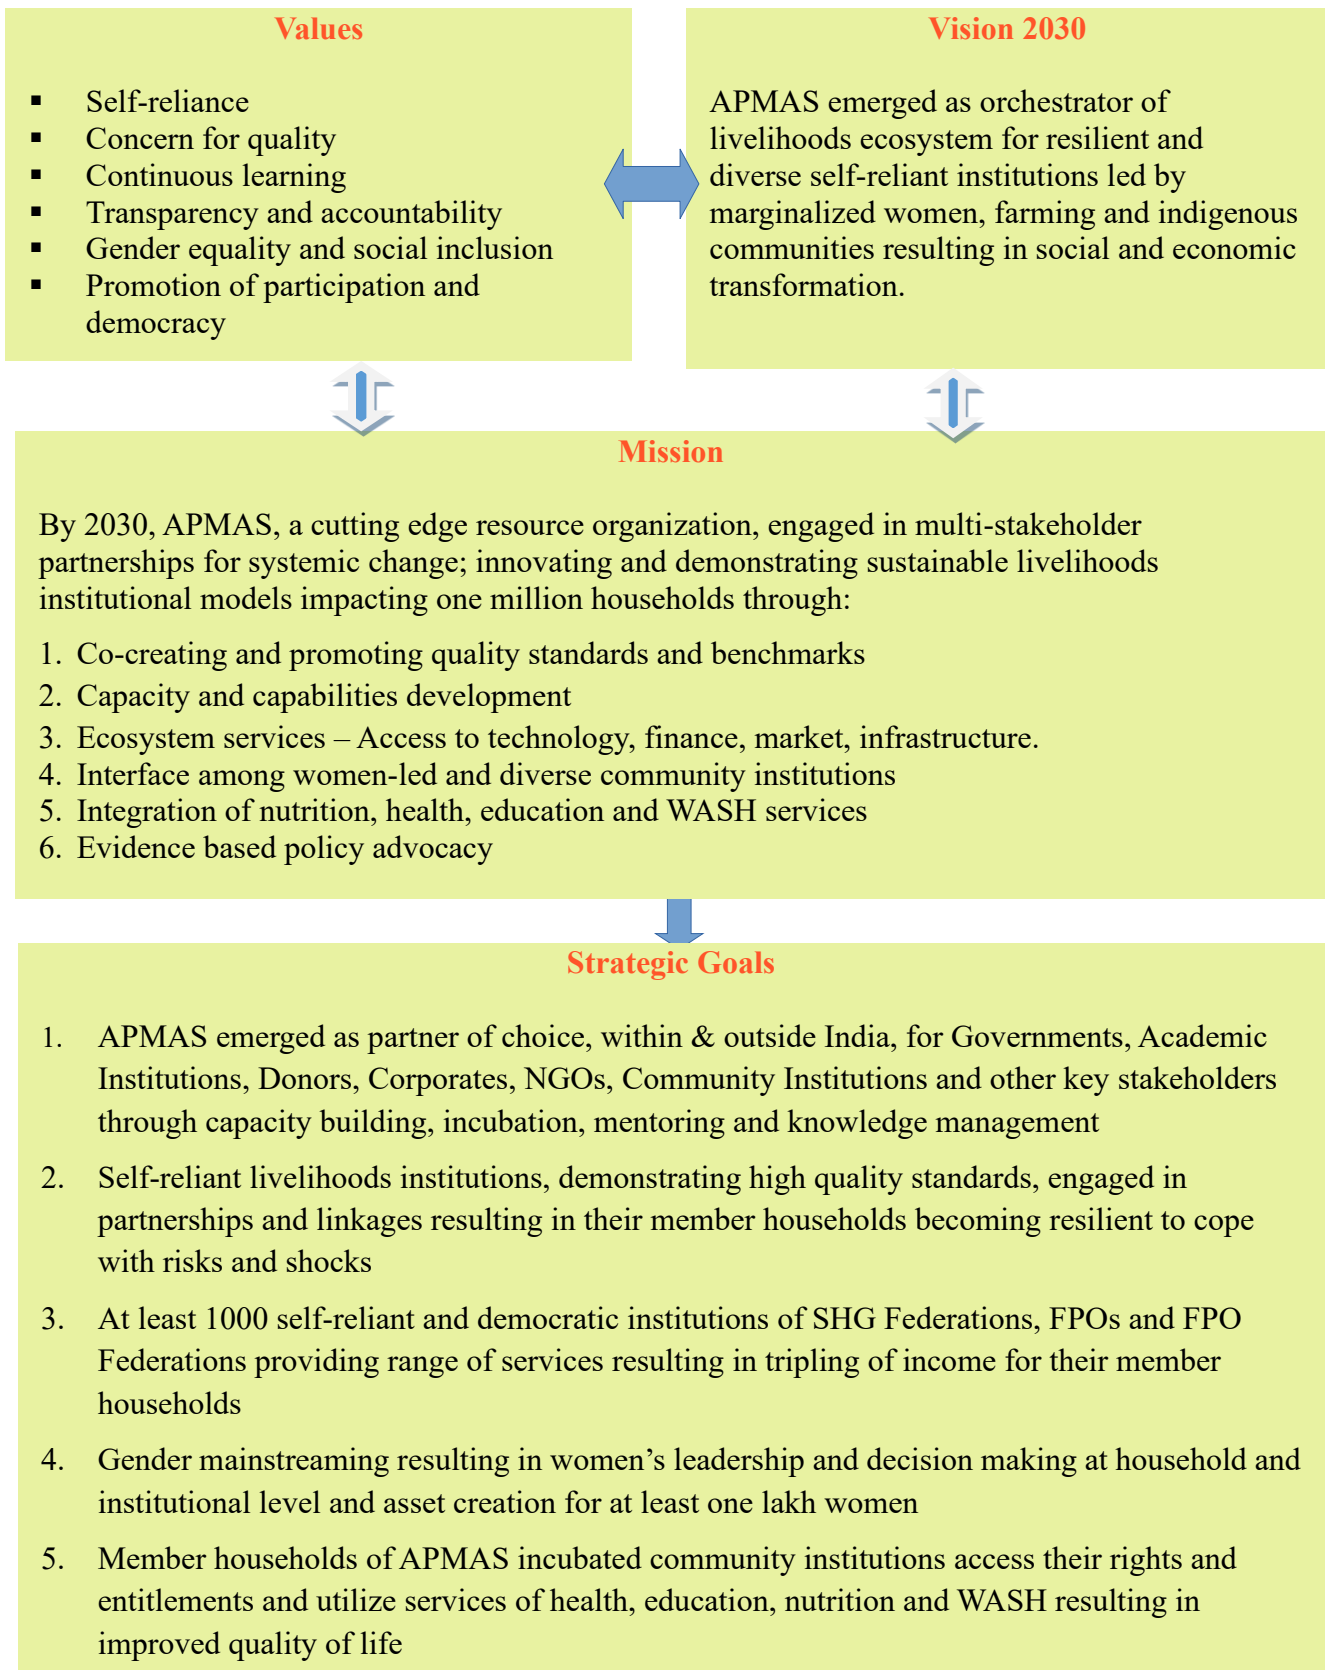 Values
▪ Self-reliance
▪ Concern for quality
▪ Continuous learning
▪ Transparency and accountability
▪ Gender equality and social inclusion
▪ Promotion of participation and
democracy
Vision 2030
APMAS emerged as orchestrator of
livelihoods ecosystem for resilient and
diverse self-reliant institutions led by
marginalized women, farming and indigenous
communities resulting in social and economic
transformation.
Mission
By 2030, APMAS, a cutting edge resource organization, engaged in multi-stakeholder
partnerships for systemic change; innovating and demonstrating sustainable livelihoods
institutional models impacting one million households through:
1. Co-creating and promoting quality standards and benchmarks
2. Capacity and capabilities development
3. Ecosystem services – Access to technology, finance, market, infrastructure.
4. Interface among women-led and diverse community institutions
5. Integration of nutrition, health, education and WASH services
6. Evidence based policy advocacy
Strategic Goals
1. APMAS emerged as partner of choice, within & outside India, for Governments, Academic
Institutions, Donors, Corporates, NGOs, Community Institutions and other key stakeholders
through capacity building, incubation, mentoring and knowledge management
2. Self-reliant livelihoods institutions, demonstrating high quality standards, engaged in
partnerships and linkages resulting in their member households becoming resilient to cope
with risks and shocks
3. At least 1000 self-reliant and democratic institutions of SHG Federations, FPOs and FPO
Federations providing range of services resulting in tripling of income for their member
households
4. Gender mainstreaming resulting in women’s leadership and decision making at household and
institutional level and asset creation for at least one lakh women
5. Member households of APMAS incubated community institutions access their rights and
entitlements and utilize services of health, education, nutrition and WASH resulting in
improved quality of life